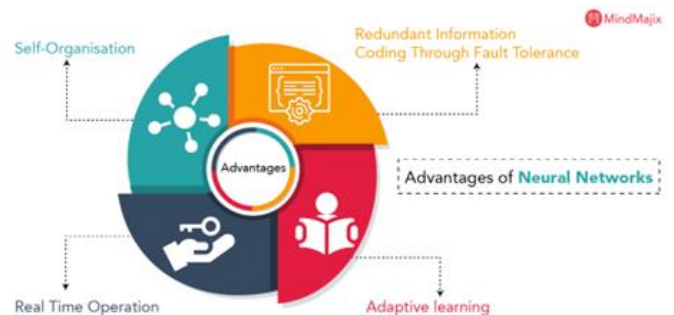 MindMajix
Self-Organisation
Redundant Information
Coding Through Fault Tolerance
Advantages
Advantages of Neural Networks
Real Time Operation
Adaptive learning